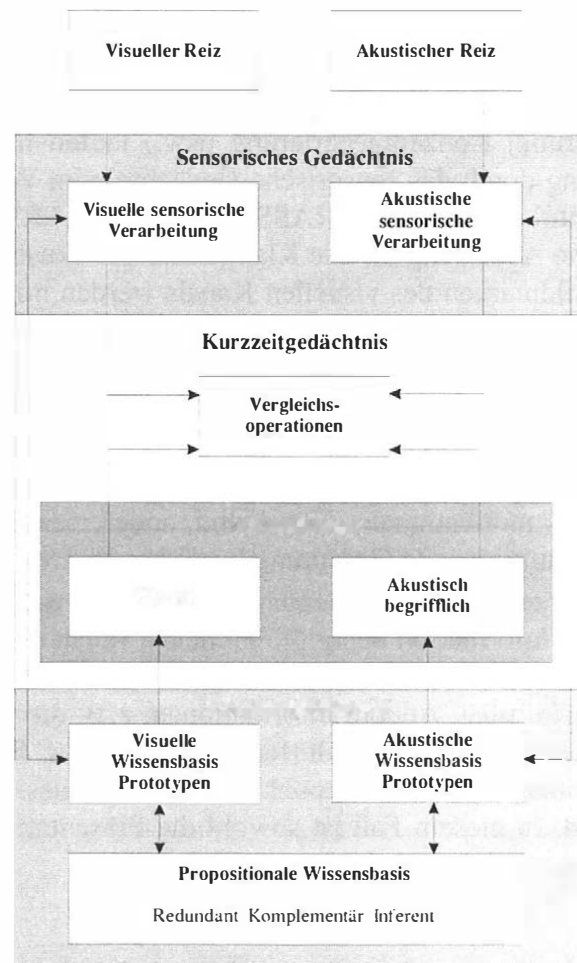 Visueller Reiz
Akustischer Reiz
Sensorisches Gedächtnis
Visuelle sensorische
Verarbeitung
Akustische
sensorische
Verarbeitung
Kurzzeitgedächtnis
Vergleichs-
operationen
Akustisch
begrifflich
Visuelle
Wissensbasis
Prototypen
Akustische
Wissensbasis
Prototypen
Propositionale Wissensbasis
Redundant Komplementär Inferent